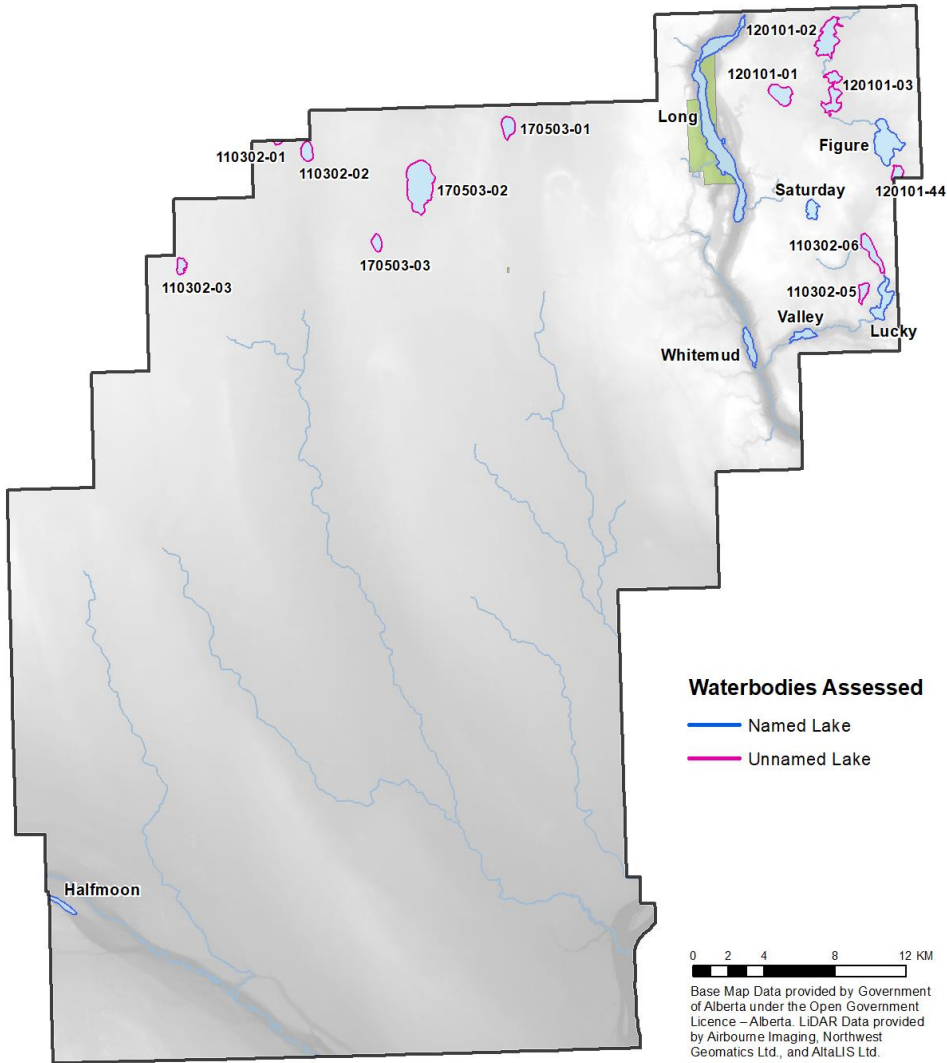 120101-02
120101-01
120101-03
Long
170503-01
Figure
110302-01
110302-02
170503-02
120101-44
Saturday
110302-06
170503-03
110302-03
110302-05
Valley
Lucky
Whitemud
Waterbodies Assessed
Named Lake
Unnamed Lake
Halfmoon
0 2 4 8 12 KM
Base Map Data provided by Government
of Alberta under the Open Government
Licence – Alberta. LiDAR Data provided
by Airbourne Imaging, Northwest
Geomatics Ltd., and AltaLIS Ltd.